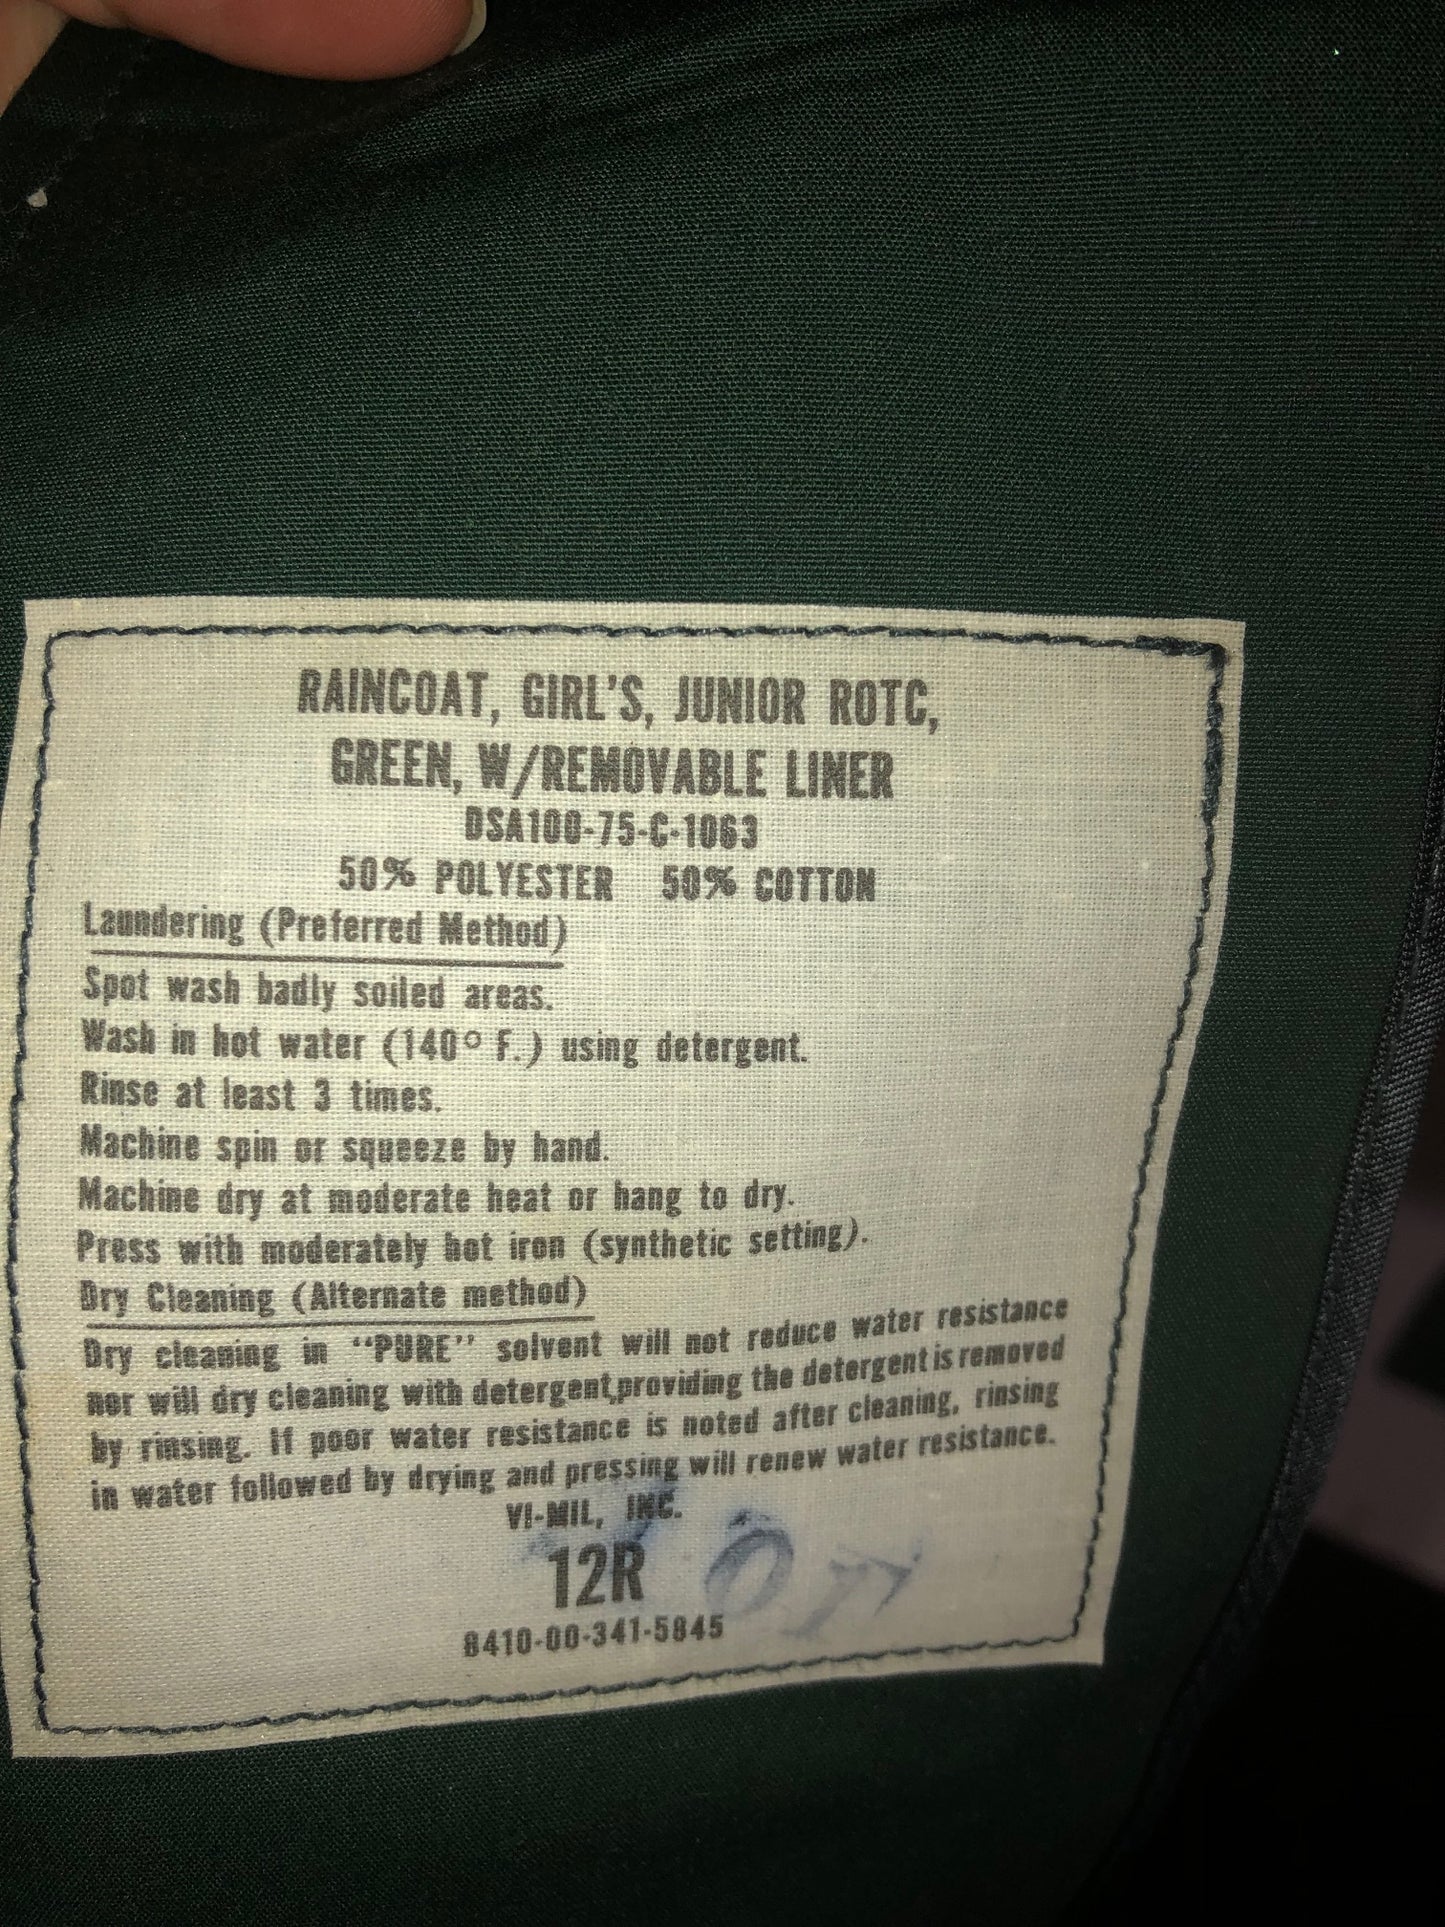 RAINCOAT, GIRL'S, JUNIOR ROTC,
GREEN, W/REMOVABLE LINER
DSA100-75-C-1063
50% POLYESTER 50% COTTON
Laundering (Preferred Method)
Spot wash badly soiled areas.
Wash in hot water (140° F.) using detergent.
Rinse at least 3 times.
Machine spin or squeeze by hand.
Machine dry at moderate heat or hang to dry.
Press with moderately hot iron (synthetic setting).
Dry Cleaning (Alternate method)
Dry cleaning in "PURE" solvent will not reduce water resistance
nor will dry cleaning with detergent,providing the detergent is removed
by rinsing. If poor water resistance is noted after cleaning, rinsing
in water followed by drying and pressing will renew water resistance.
VI-MIL, INC.
12R
8410-00-341-5845